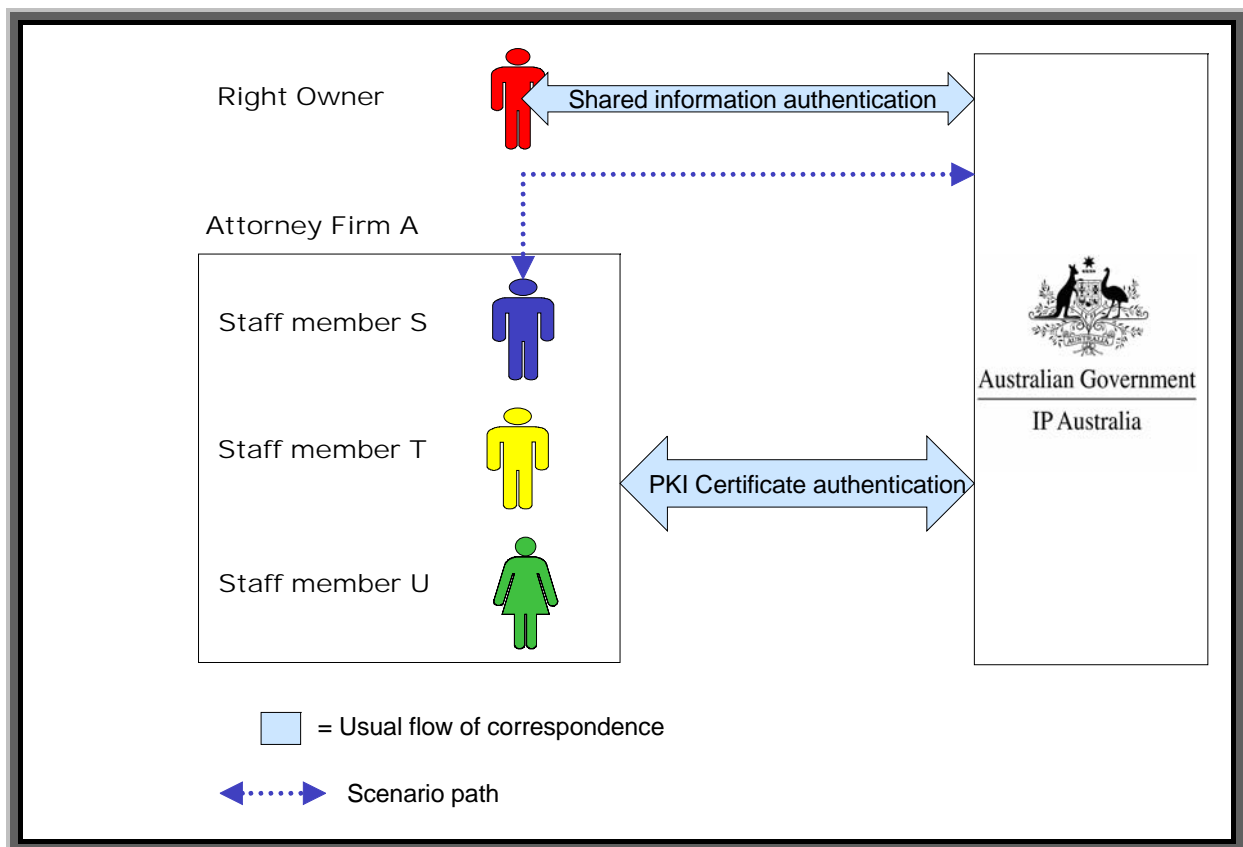 Right Owner
Shared information authentication
Attorney Firm A
Staff member S
AUSTRALIA
Australian Government
IP Australia
Staff member T
PKI Certificate authentication
Staff member U
= Usual flow of correspondence
Scenario path